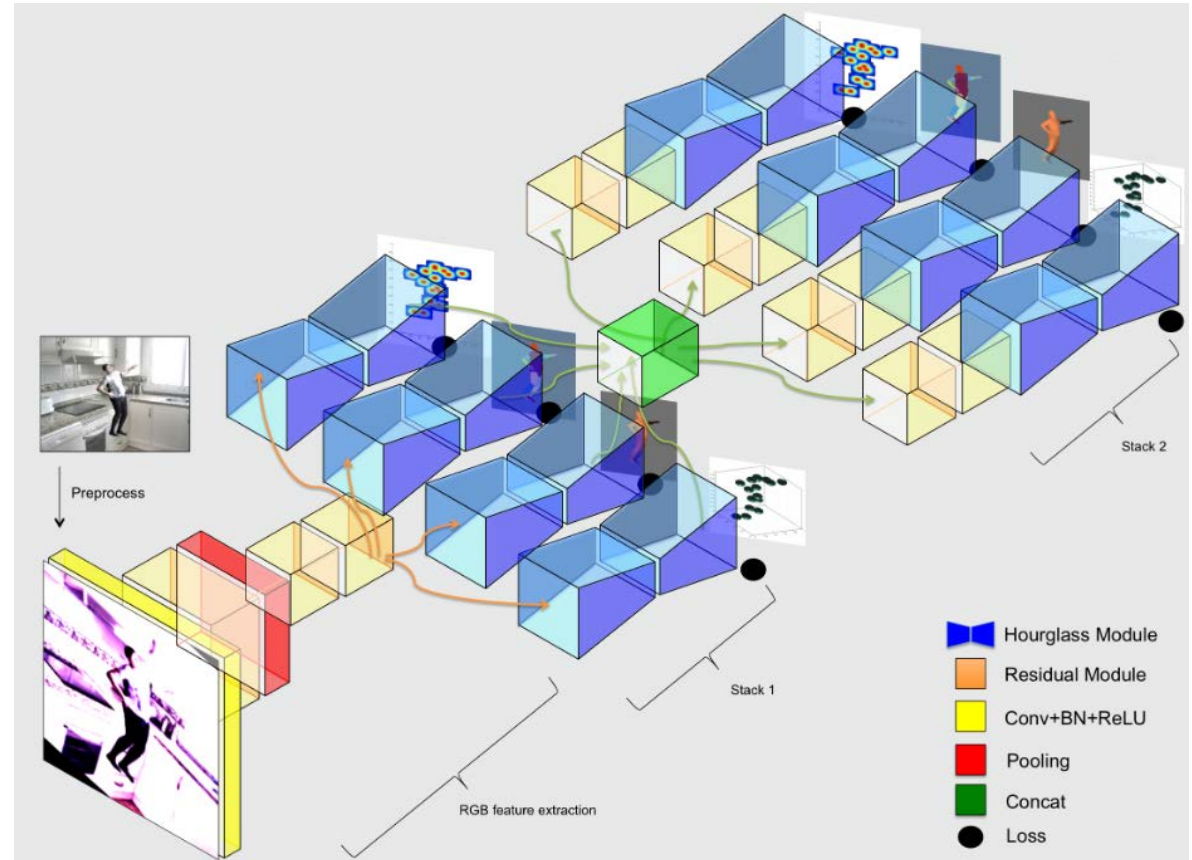 Preprocess
Stack 2
Stack 1
RGB feature extraction
Hourglass Module
Residual Module
Conv+BN+ReLU
Pooling
Concat
Loss